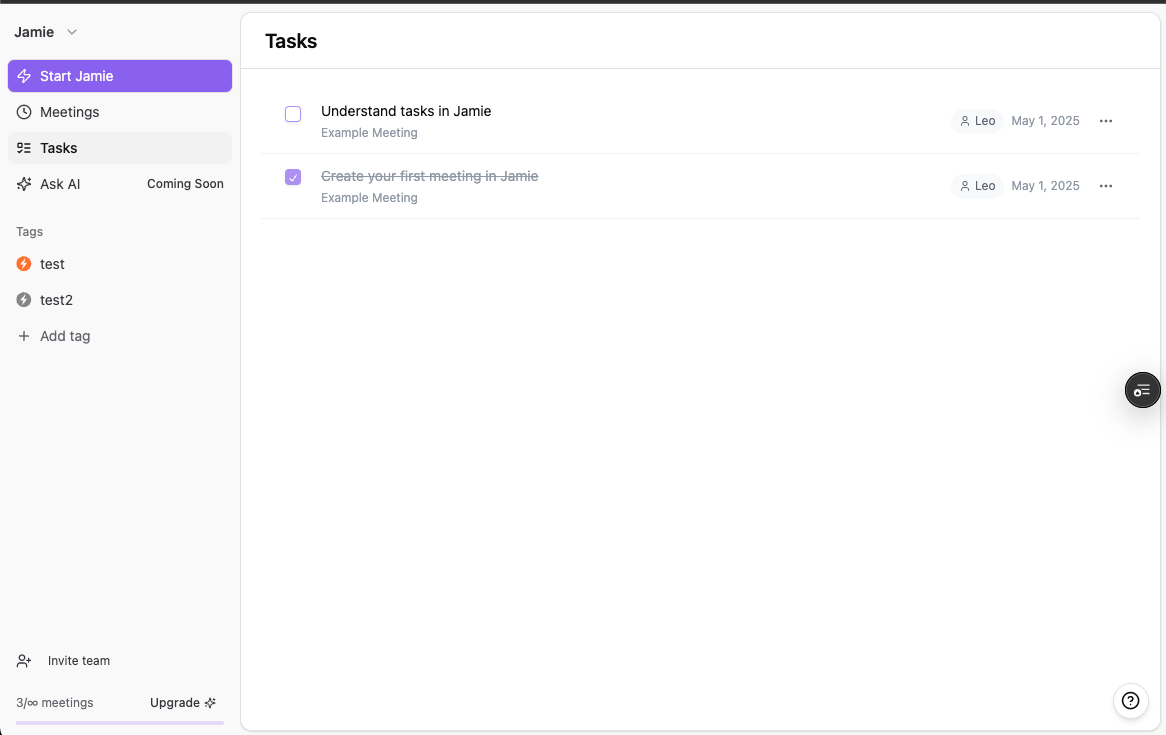 Jamie
Start Jamie
Meetings
Tasks
Ask AI Coming Soon
Tags
test
test2
Add tag
Invite team
3/∞ meetings Upgrade
Tasks
Understand tasks in Jamie
Example Meeting
Leo May 1, 2025
Create your first meeting in Jamie
Example Meeting
Leo May 1, 2025